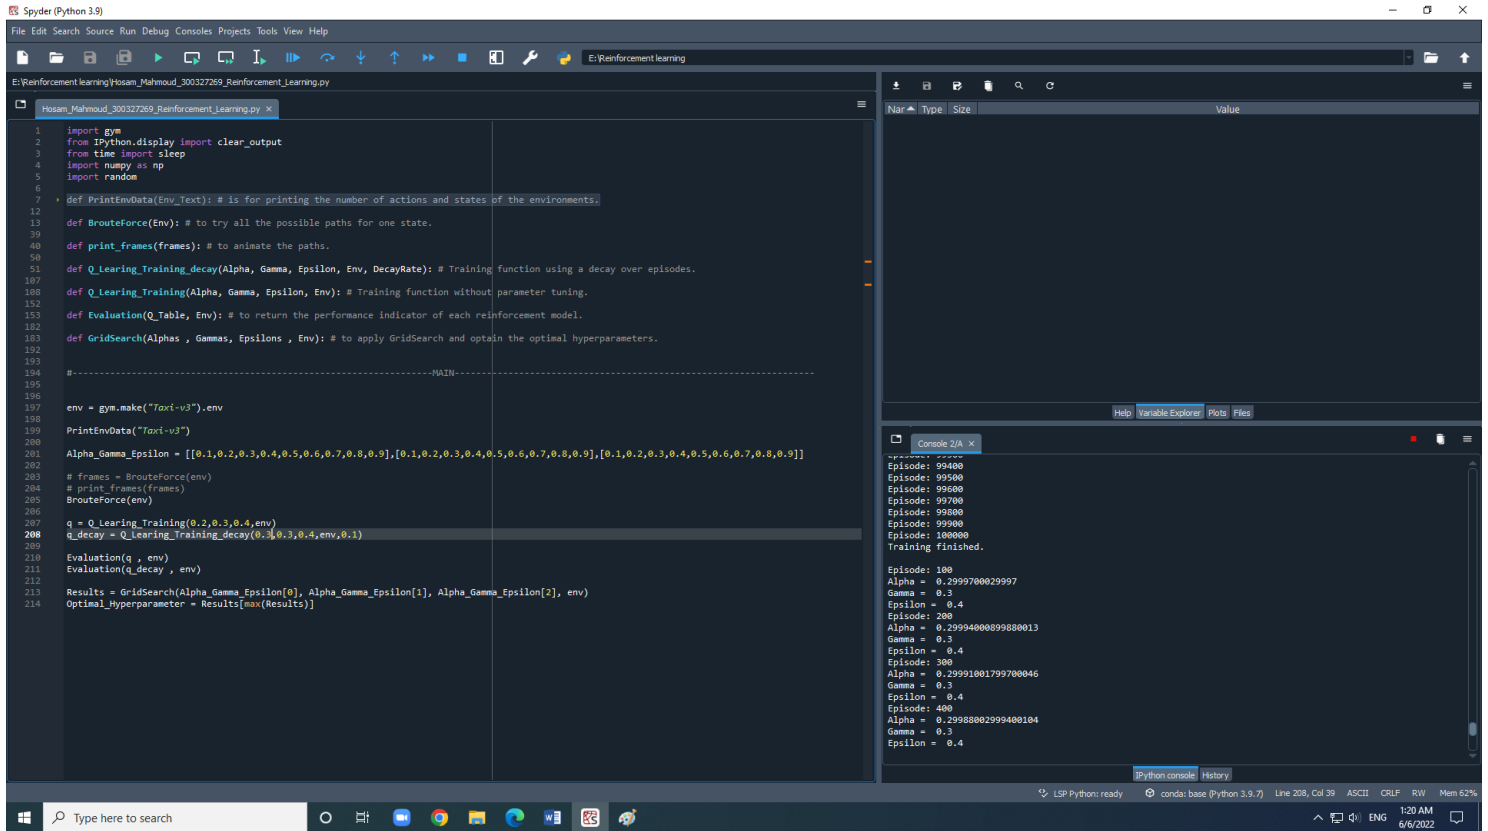 Spyder (Python 3.9)
File Edit Search Source Run Debug Consoles Projects Tools View Help
E:\Reinforcement learning
E:\Reinforcement learning\Hosam_Mahmoud_300327269_Reinforcement_Learning.py
Hosam_Mahmoud_300327269_Reinforcement_Learning.py
1 import gym
2 from IPython.display import clear_output
3 from time import sleep
4 import numpy as np
5 import random
6
7 def PrintEnvData(Env_Text): # is for printing the number of actions and states of the environments.
12
13 def BrouteForce(Env): # to try all the possible paths for one state.
39
40 def print_frames(frames): # to animate the paths.
50
51 def Q_Learing_Training_decay(Alpha, Gamma, Epsilon, Env, DecayRate): # Training function using a decay over episodes.
107
108 def Q_Learing_Training(Alpha, Gamma, Epsilon, Env): # Training function without parameter tuning.
152
153 def Evaluation(Q_Table, Env): # to return the performance indicator of each reinforcement model.
182
183 def GridSearch(Alphas , Gammas, Epsilons , Env): # to apply GridSearch and optain the optimal hyperparameters.
192
193
194 #-------------------------------------------------------------------MAIN-------------------------------------------------------------------
195
196
197 env = gym.make("Taxi-v3").env
198
199 PrintEnvData("Taxi-v3")
200
201 Alpha_Gamma_Epsilon = [[0.1,0.2,0.3,0.4,0.5,0.6,0.7,0.8,0.9],[0.1,0.2,0.3,0.4,0.5,0.6,0.7,0.8,0.9],[0.1,0.2,0.3,0.4,0.5,0.6,0.7,0.8,0.9]]
202
203 # frames = BrouteForce(env)
204 # print_frames(frames)
205 BrouteForce(env)
206
207 q = Q_Learing_Training(0.2,0.3,0.4,env)
208 q_decay = Q_Learing_Training_decay(0.3,0.3,0.4,env,0.1)
209
210 Evaluation(q , env)
211 Evaluation(q_decay , env)
212
213 Results = GridSearch(Alpha_Gamma_Epsilon[0], Alpha_Gamma_Epsilon[1], Alpha_Gamma_Epsilon[2], env)
214 Optimal_Hyperparameter = Results[max(Results)]
Nar Type Size Value
Help Variable Explorer Plots Files
Console 2/A
Episode: 99400
Episode: 99500
Episode: 99600
Episode: 99700
Episode: 99800
Episode: 99900
Episode: 100000
Training finished.
Episode: 100
Alpha = 0.2999700029997
Gamma = 0.3
Epsilon = 0.4
Episode: 200
Alpha = 0.29994000899880013
Gamma = 0.3
Epsilon = 0.4
Episode: 300
Alpha = 0.29991001799700046
Gamma = 0.3
Epsilon = 0.4
Episode: 400
Alpha = 0.29988002999400104
Gamma = 0.3
Epsilon = 0.4
IPython console History
LSP Python: ready conda: base (Python 3.9.7) Line 208, Col 39 ASCII CRLF RW Mem 62%
Type here to search
ENG
1:20 AM
6/6/2022